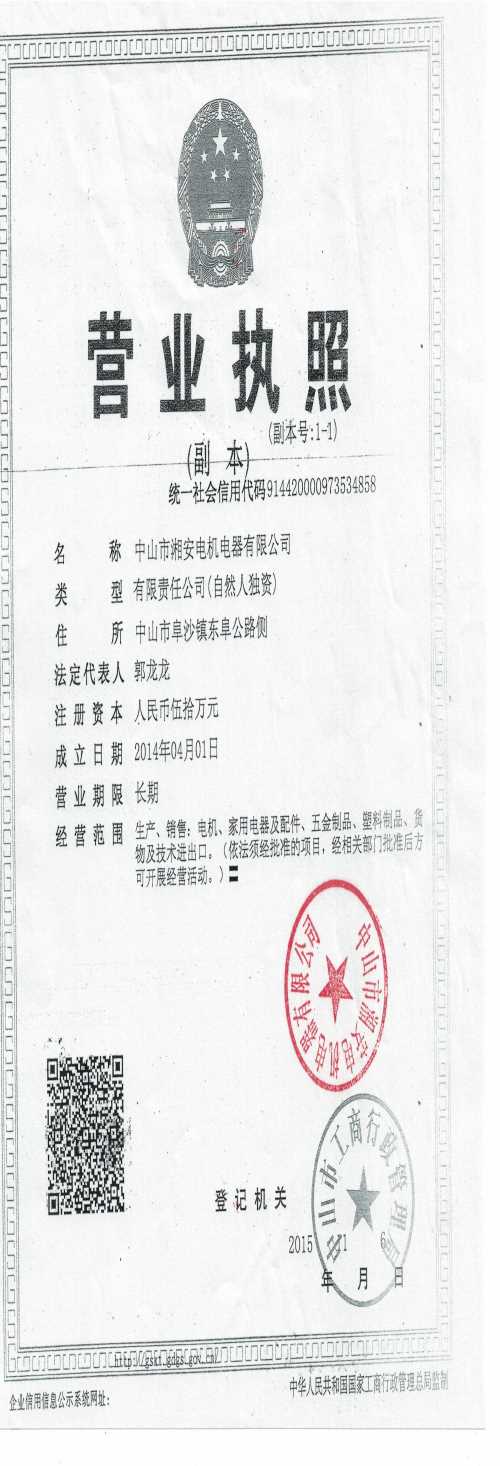 营业执照
(副本号:1-1)
(副 本)
统一社会信用代码914420000973534858
名 称 中山市湘安电机电器有限公司
类 型 有限责任公司(自然人独资)
住 所 中山市阜沙镇东阜公路侧
法定代表人 郭龙龙
注册资本 人民币伍拾万元
成立日期 2014年04月01日
营业期限 长期
经营范围 生产、销售：电机、家用电器及配件、五金制品、塑料制品、货
物及技术进出口。（依法须经批准的项目，经相关部门批准后方
可开展经营活动。）〓
中山市湘安电机电器有限公司
中山市工商行政管理局
登记机关
2015 11 6
年 月 日
http://gsxt.gdgs.gov.cn/
企业信用信息公示系统网址:
中华人民共和国国家工商行政管理总局监制